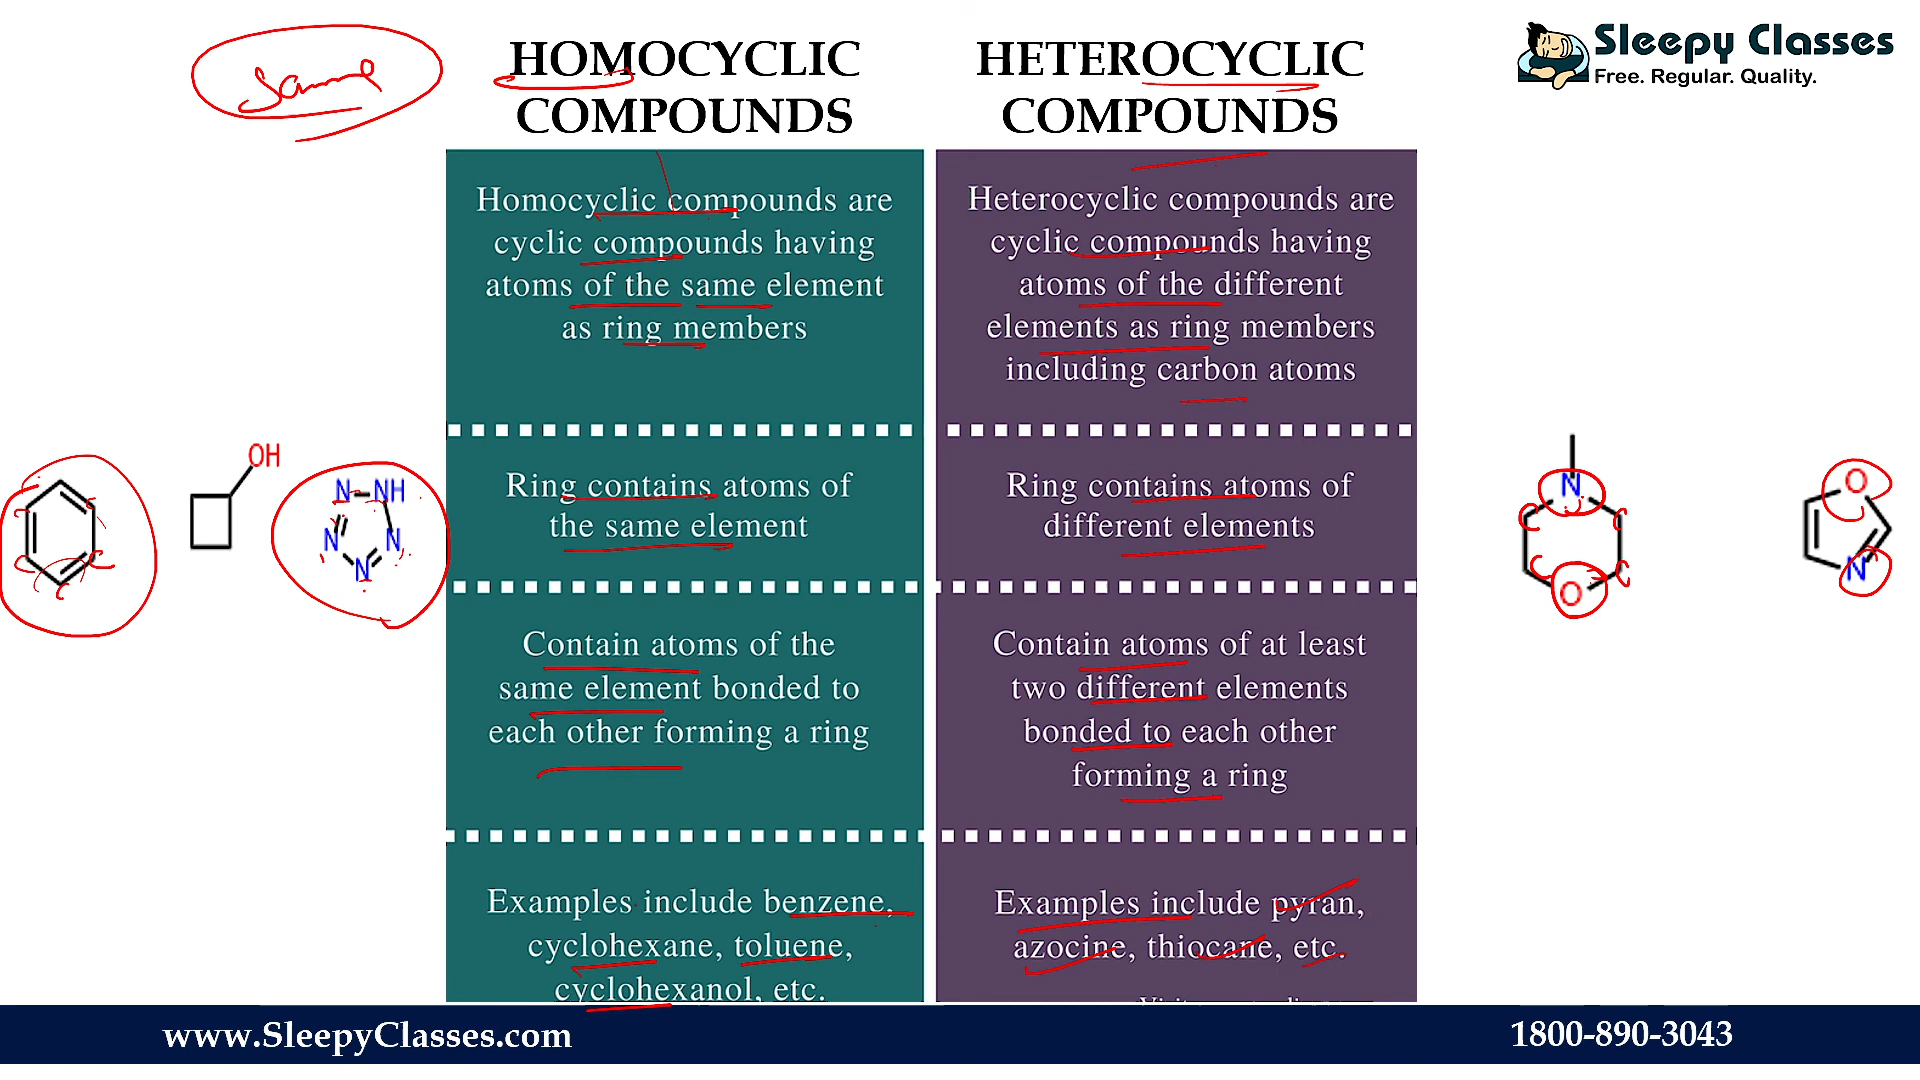 Same
HOMOCYCLIC
COMPOUNDS
HETEROCYCLIC
COMPOUNDS
Sleepy Classes
Free. Regular. Quality.
Homocyclic compounds are
cyclic compounds having
atoms of the same element
as ring members
Heterocyclic compounds are
cyclic compounds having
atoms of the different
elements as ring members
including carbon atoms
OH
N NH
N N
N
Ring contains atoms of
the same element
Ring contains atoms of
different elements
N
O
O
N
Contain atoms of the
same element bonded to
each other forming a ring
Contain atoms of at least
two different elements
bonded to each other
forming a ring
Examples include benzene,
cyclohexane, toluene,
cyclohexanol, etc.
Examples include pyran,
azocine, thiocane, etc.
www.SleepyClasses.com
1800-890-3043